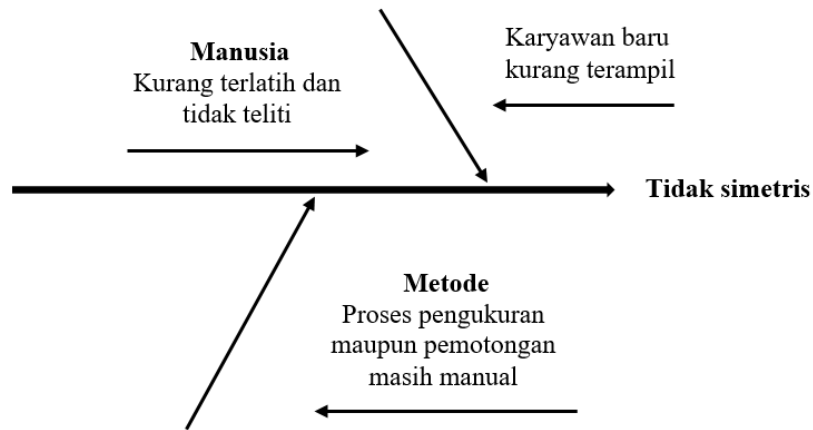 Manusia
Kurang terlatih dan
tidak teliti
Karyawan baru
kurang terampil
Tidak simetris
Metode
Proses pengukuran
maupun pemotongan
masih manual